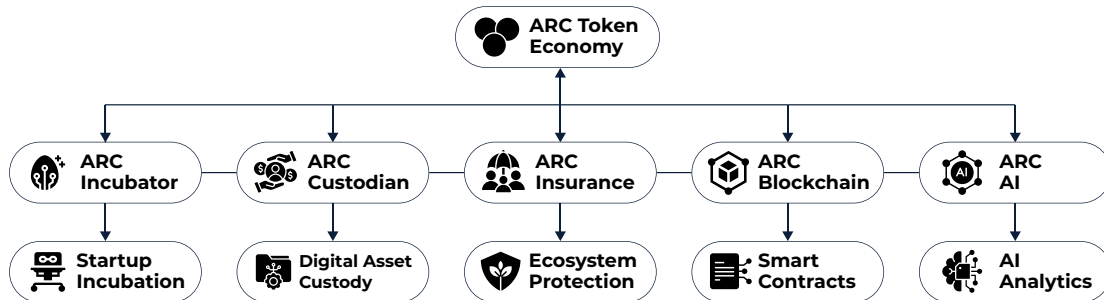 ARC Token
Economy
ARC
Incubator
ARC
Custodian
ARC
Insurance
ARC
Blockchain
AI
ARC
AI
Startup
Incubation
Digital Asset
Custody
Ecosystem
Protection
Smart
Contracts
AI
Analytics